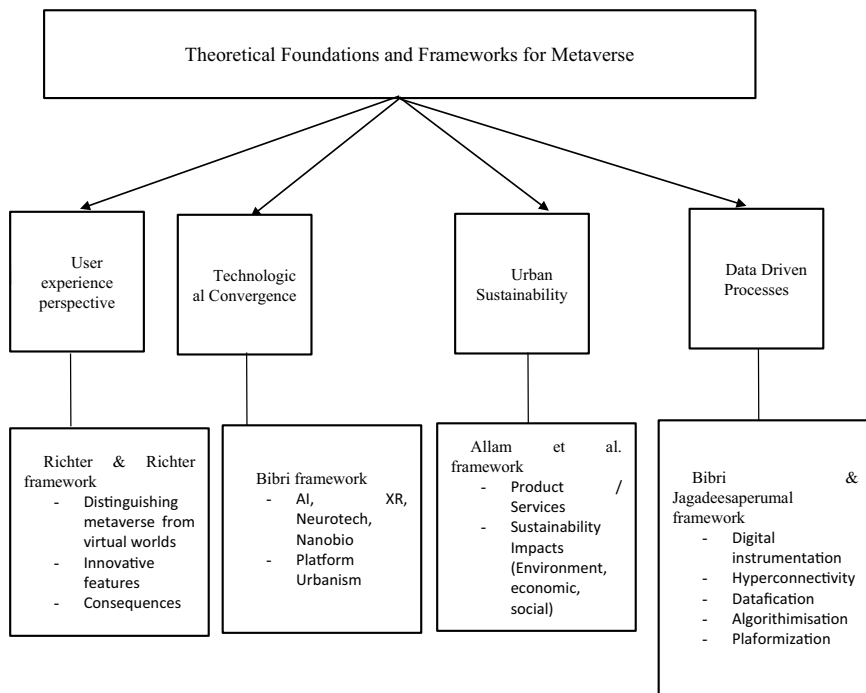 Theoretical Foundations and Frameworks for Metaverse
User
experience
perspective
Technologic
al Convergence
Urban
Sustainability
Data Driven
Processes
Richter & Richter
framework
- Distinguishing
metaverse from
virtual worlds
- Innovative
features
- Consequences
Bibri framework
- AI, XR,
Neurotech,
Nanobio
- Platform
Urbanism
Allam et al.
framework
- Product /
Services
- Sustainability
Impacts
(Environment,
economic,
social)
Bibri &
Jagadeesaperumal
framework
- Digital
instrumentation
- Hyperconnectivity
- Datafication
- Algorithimisation
- Plaformization